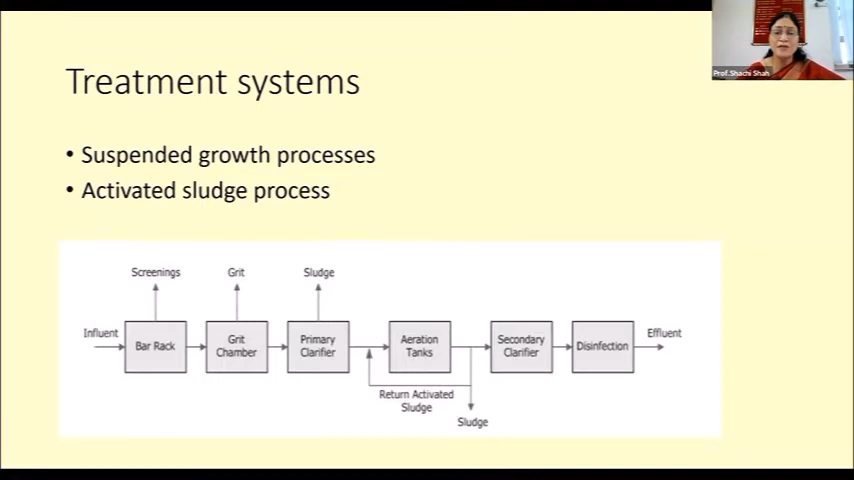 Prof.Shachi Shah
Treatment systems
• Suspended growth processes
• Activated sludge process
Screenings
Grit
Sludge
Influent
Bar Rack
Grit
Chamber
Primary
Clarifier
Aeration
Tanks
Secondary
Clarifier
Disinfection
Effluent
Return Activated
Sludge
Sludge